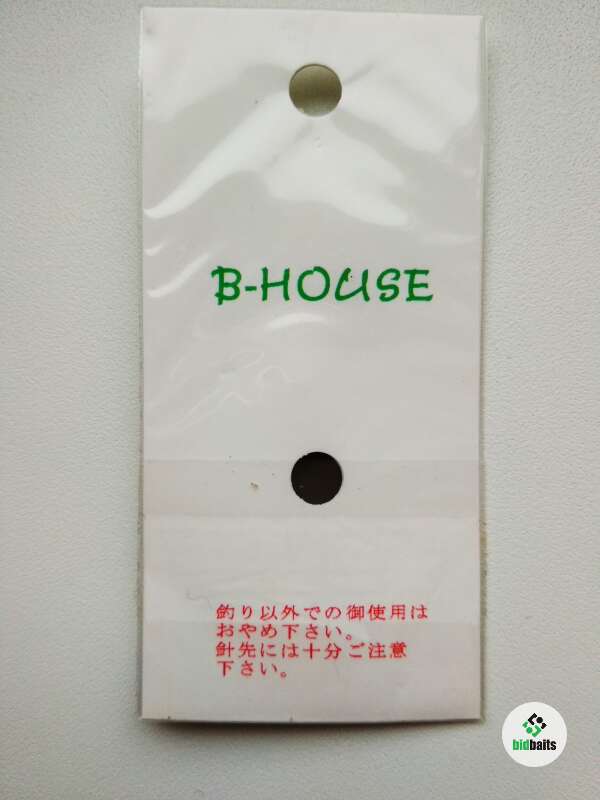 B-HOUSE
釣り以外での御使用は
おやめ下さい。
針先には十分ご注意
下さい。
bidbaits